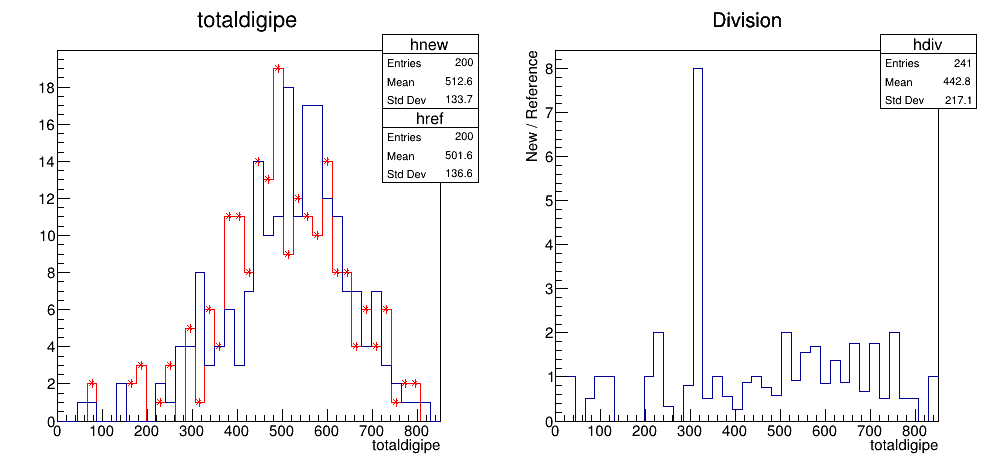 totaldigipe
hnew
Entries 200
Mean 512.6
Std Dev 133.7
href
Entries 200
Mean 501.6
Std Dev 136.6
18
16
14
12
10
8
6
4
2
0
0 100 200 300 400 500 600 700 800
totaldigipe
Division
hdiv
Entries 241
Mean 442.8
Std Dev 217.1
New / Reference
8
7
6
5
4
3
2
1
0
0 100 200 300 400 500 600 700 800
totaldigipe